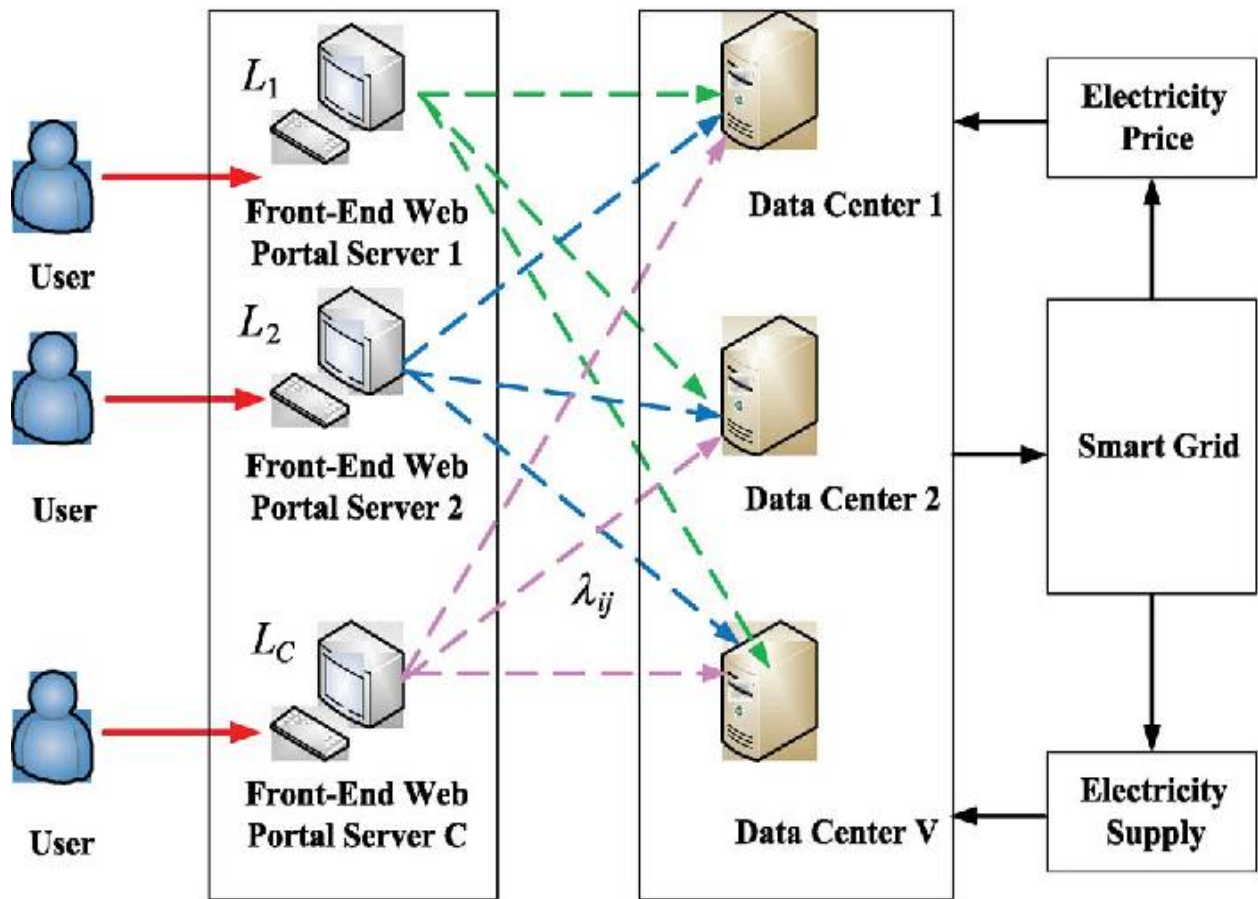 L₁
Front-End Web
Portal Server 1
User
L₂
Front-End Web
Portal Server 2
User
L_C
Front-End Web
Portal Server C
User
λᵢⱼ
Data Center 1
Data Center 2
Data Center V
Electricity
Price
Smart Grid
Electricity
Supply